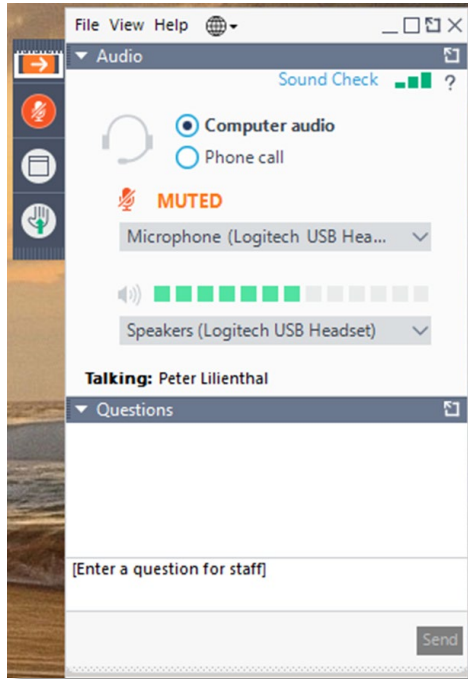 File View Help
Audio
Sound Check ?
Computer audio
Phone call
MUTED
Microphone (Logitech USB Hea...
Speakers (Logitech USB Headset)
Talking: Peter Lilienthal
Questions
[Enter a question for staff]
Send